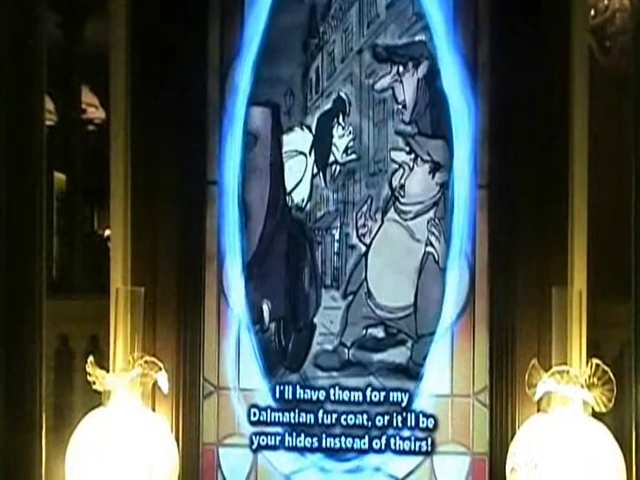 I'll have them for my
Dalmatian fur coat, or it'll be
your hides instead of theirs!